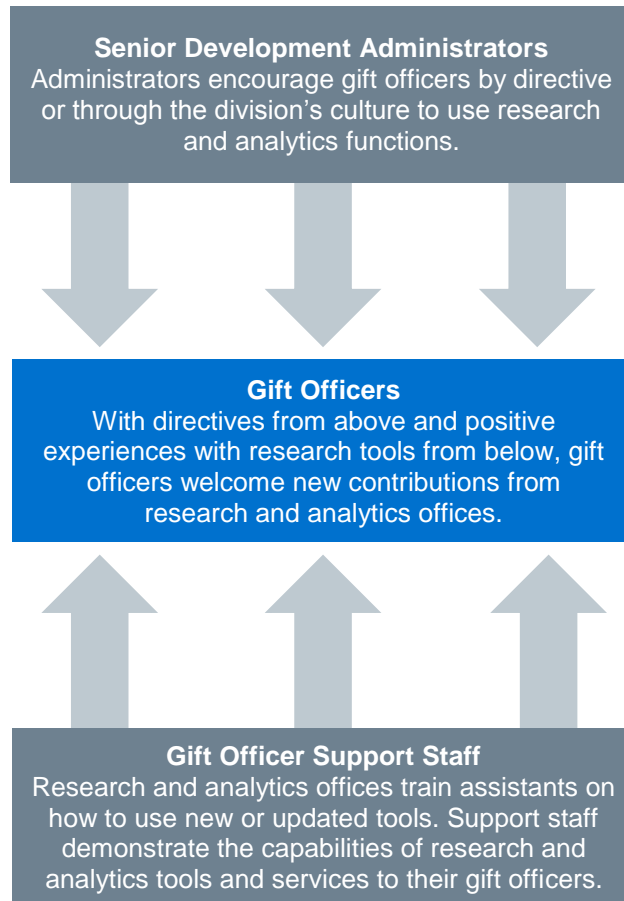 Senior Development Administrators
Administrators encourage gift officers by directive
or through the division’s culture to use research
and analytics functions.
Gift Officers
With directives from above and positive
experiences with research tools from below, gift
officers welcome new contributions from
research and analytics offices.
Gift Officer Support Staff
Research and analytics offices train assistants on
how to use new or updated tools. Support staff
demonstrate the capabilities of research and
analytics tools and services to their gift officers.